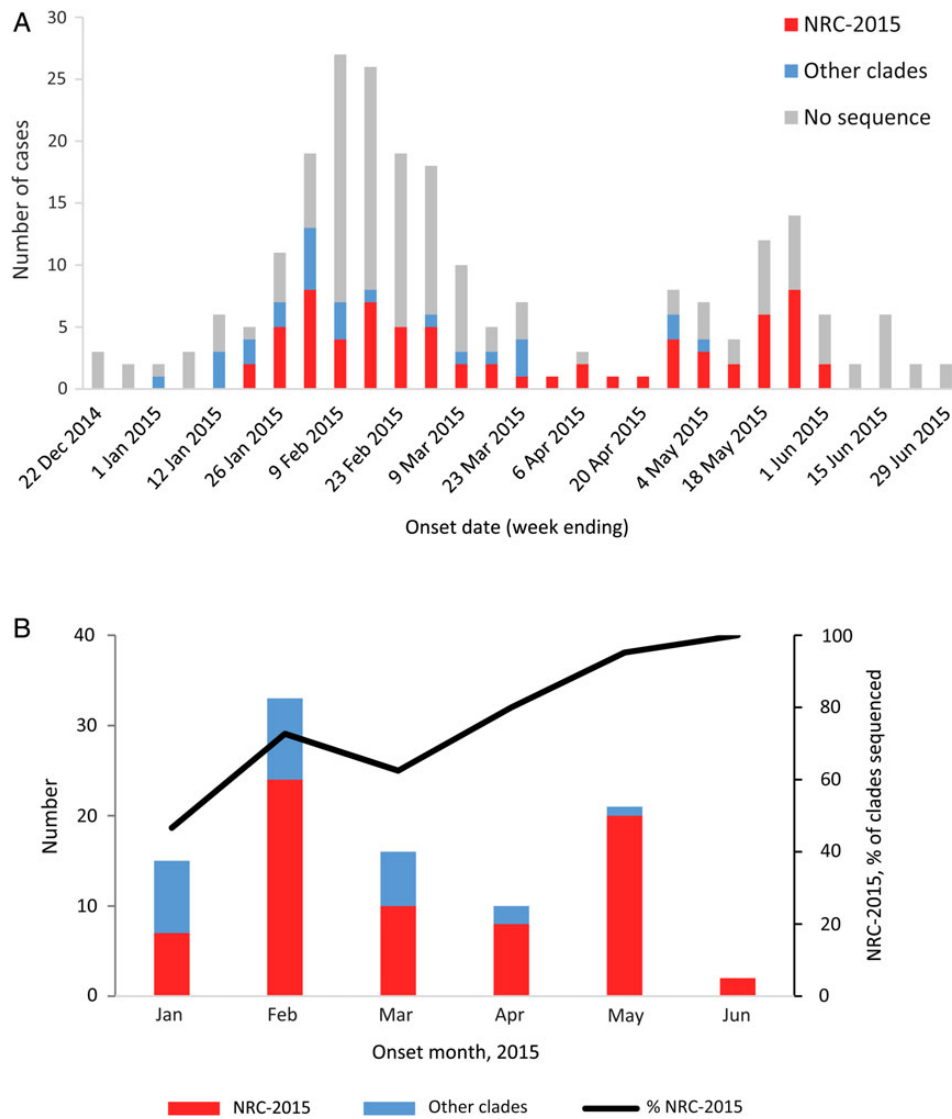 A
30
25
20
15
10
5
0
Number of cases
NRC-2015
Other clades
No sequence
22 Dec 2014
1 Jan 2015
12 Jan 2015
26 Jan 2015
9 Feb 2015
23 Feb 2015
9 Mar 2015
23 Mar 2015
6 Apr 2015
20 Apr 2015
4 May 2015
18 May 2015
1 Jun 2015
15 Jun 2015
29 Jun 2015
Onset date (week ending)
B
40
30
20
10
0
Number
100
80
60
40
20
0
NRC-2015, % of clades sequenced
Jan Feb Mar Apr May Jun
Onset month, 2015
NRC-2015 Other clades % NRC-2015